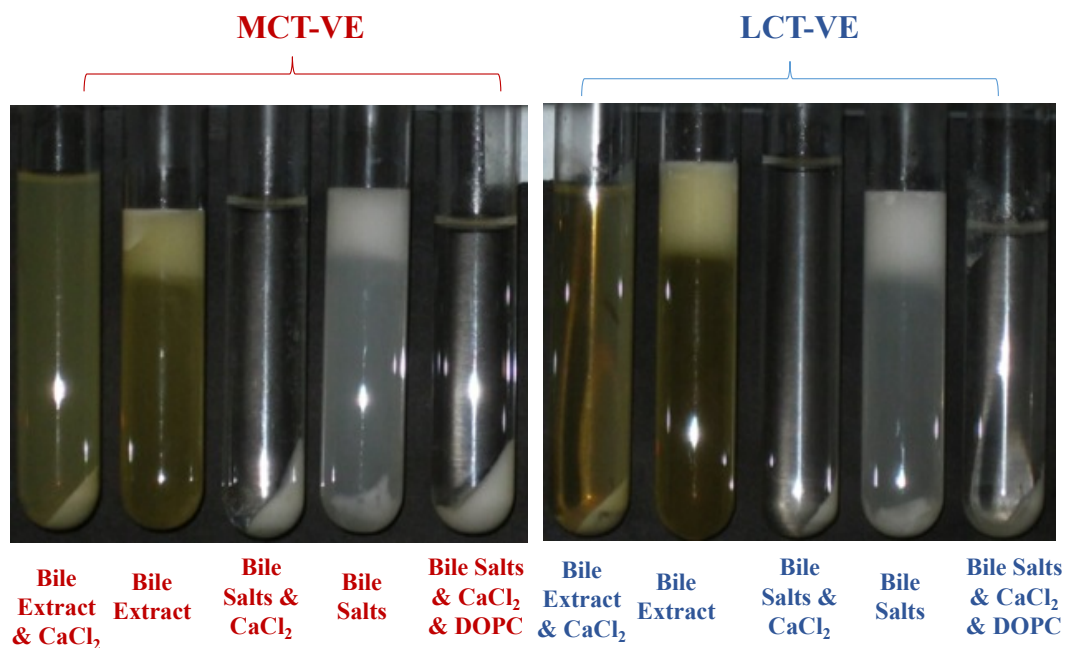 MCT-VE
LCT-VE
Bile
Extract
& CaCl₂
Bile
Extract
Bile
Salts &
CaCl₂
Bile
Salts
Bile Salts
& CaCl₂
& DOPC
Bile
Extract
& CaCl₂
Bile
Extract
Bile
Salts &
CaCl₂
Bile
Salts
Bile Salts
& CaCl₂
& DOPC